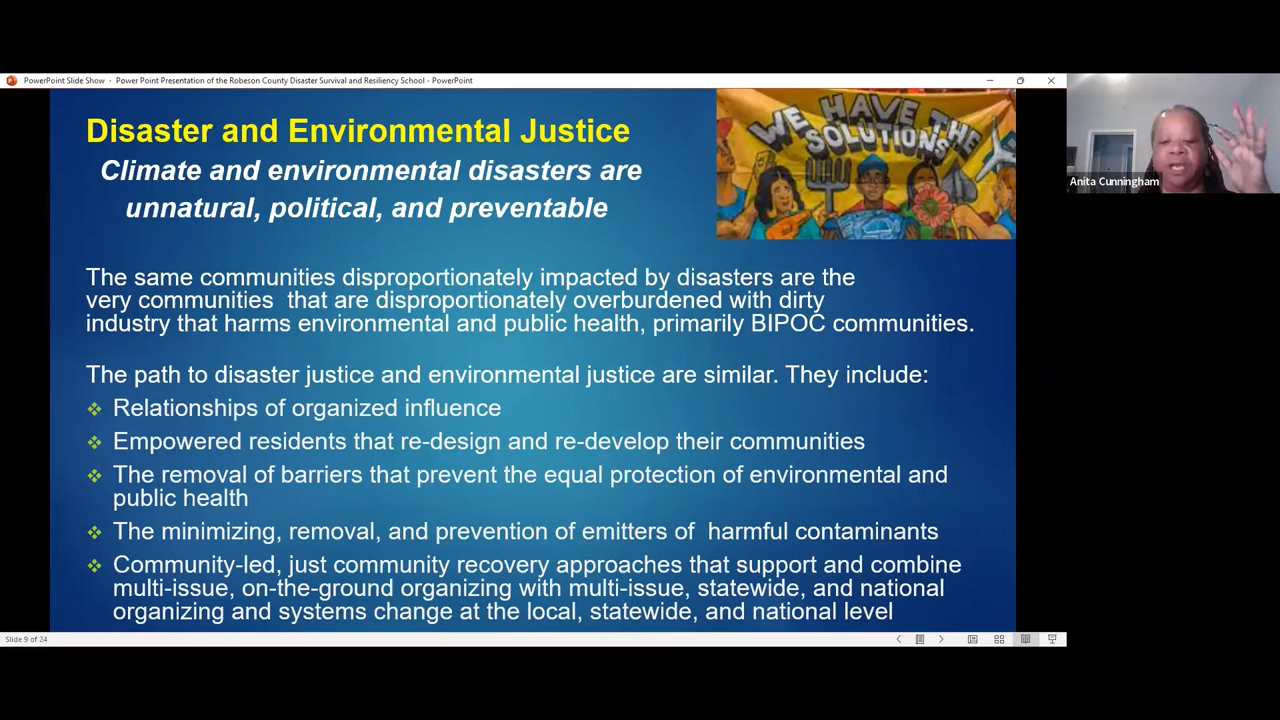 PowerPoint Slide Show - Power Point Presentation of the Robeson County Disaster Survival and Resiliency School - PowerPoint
Disaster and Environmental Justice
Climate and environmental disasters are
unnatural, political, and preventable
WE HAVE THE
SOLUTIONS
Anita Cunningham
The same communities disproportionately impacted by disasters are the
very communities that are disproportionately overburdened with dirty
industry that harms environmental and public health, primarily BIPOC communities.
The path to disaster justice and environmental justice are similar. They include:
Relationships of organized influence
Empowered residents that re-design and re-develop their communities
The removal of barriers that prevent the equal protection of environmental and
public health
The minimizing, removal, and prevention of emitters of harmful contaminants
Community-led, just community recovery approaches that support and combine
multi-issue, on-the-ground organizing with multi-issue, statewide, and national
organizing and systems change at the local, statewide, and national level
Slide 9 of 24